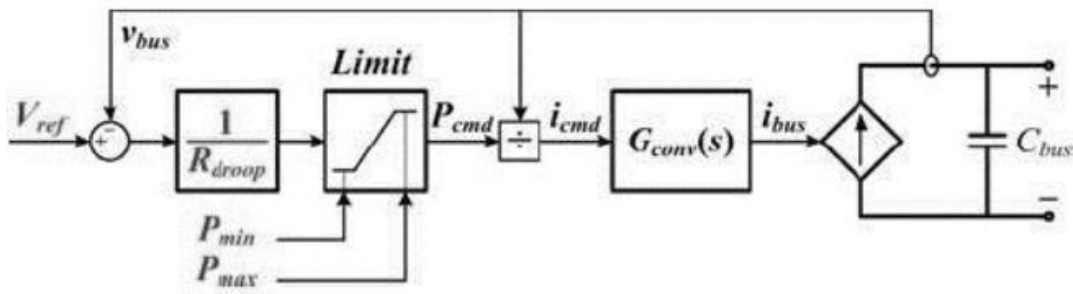 v_bus
Limit
V_ref
-
+
1
R_droop
P_cmd
÷
i_cmd
G_conv(s)
i_bus
+
C_bus
−
P_min
P_max